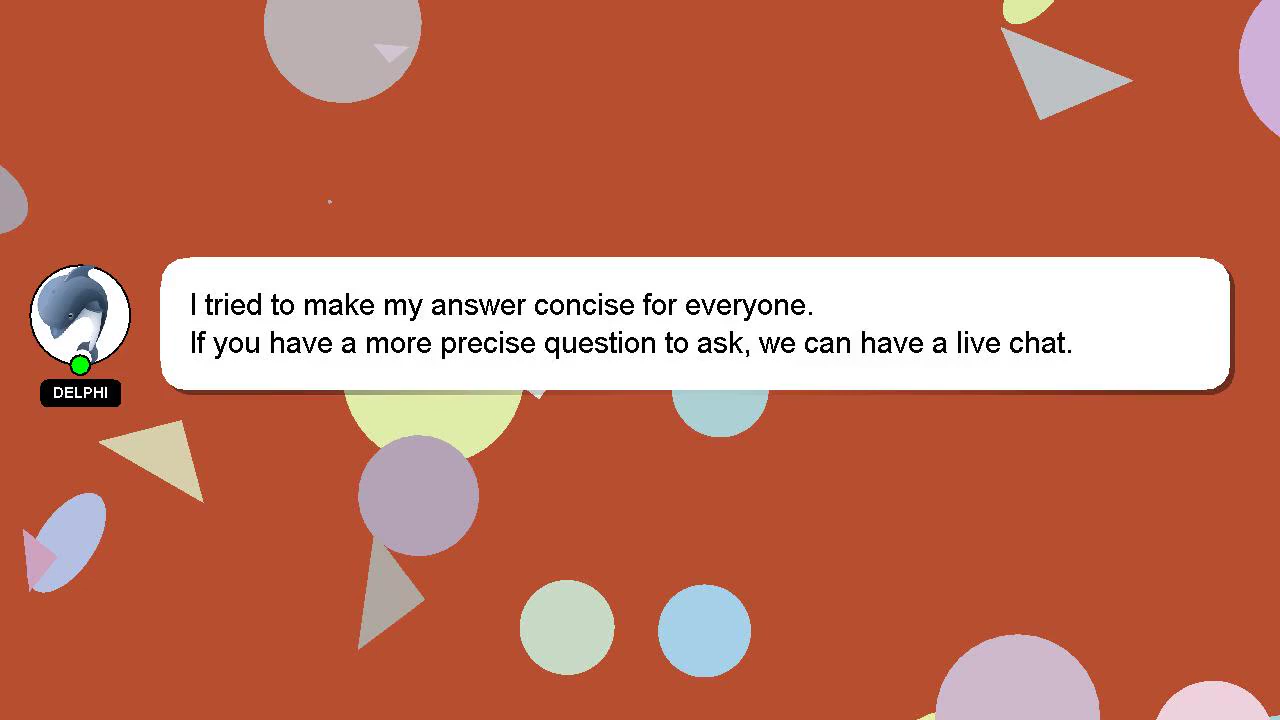 I tried to make my answer concise for everyone.
If you have a more precise question to ask, we can have a live chat.
DELPHI